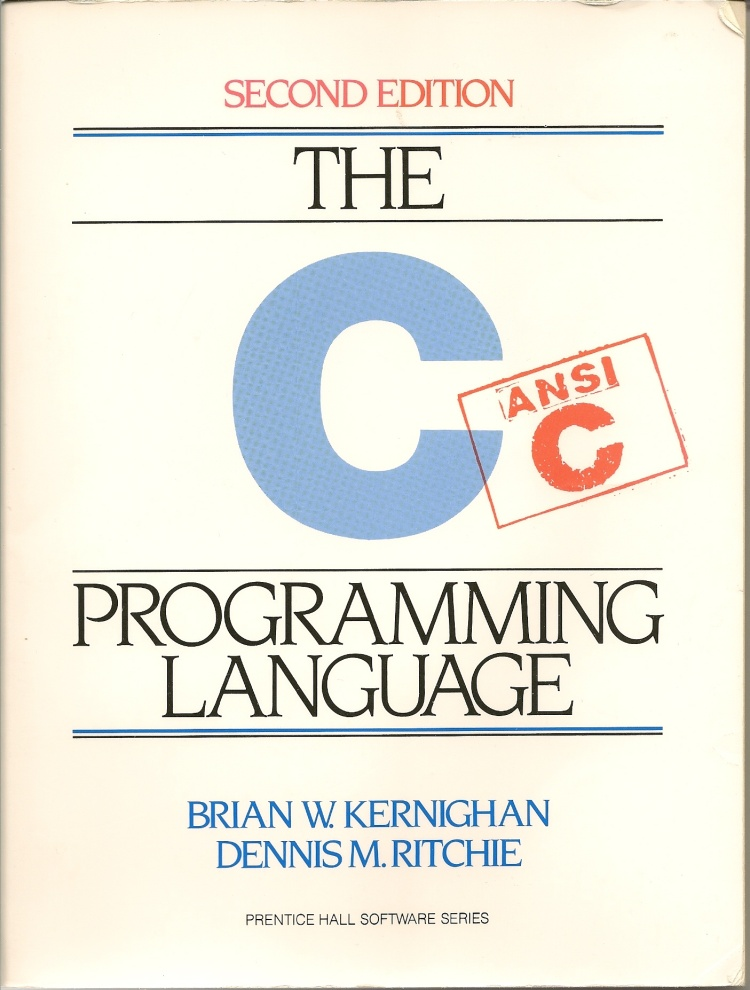 SECOND EDITION
THE
C
ANSI
C
PROGRAMMING
LANGUAGE
BRIAN W. KERNIGHAN
DENNIS M. RITCHIE
PRENTICE HALL SOFTWARE SERIES